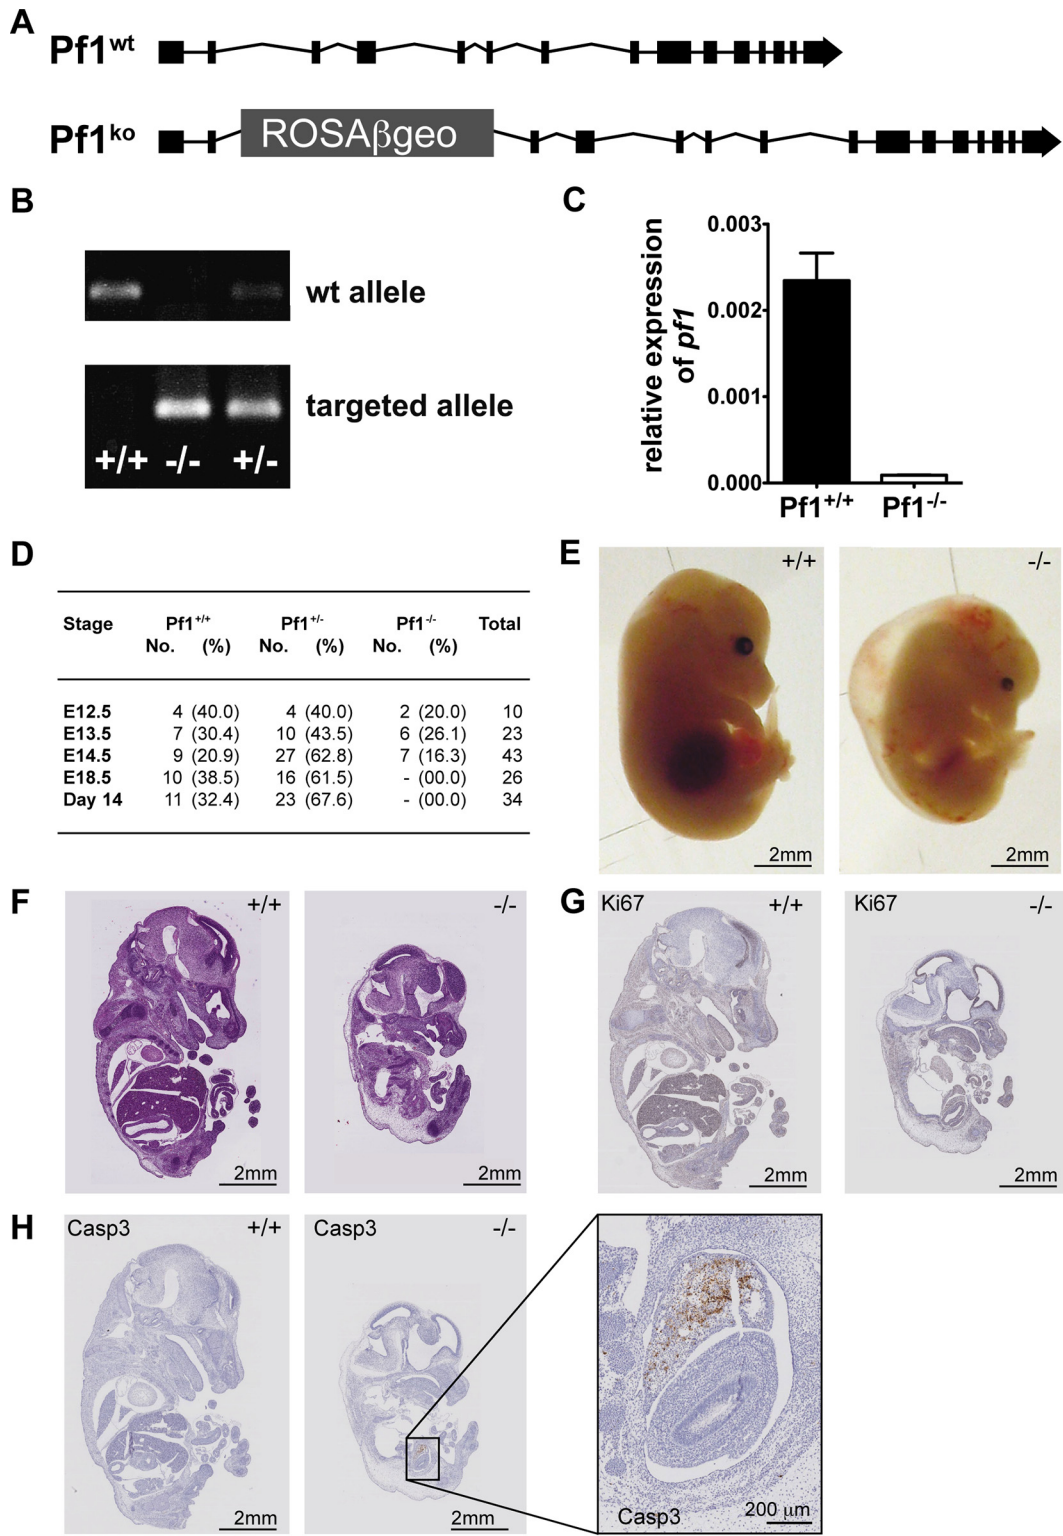 A
Pf1wt
Pf1ko
ROSAβgeo
B
wt allele
targeted allele
+/+ -/- +/-
C
relative expression
of pf1
0.003
0.002
0.001
0.000
Pf1+/+ Pf1-/-
D
Stage Pf1+/+ Pf1+/- Pf1-/- Total
No. (%) No. (%) No. (%)
E12.5 4 (40.0) 4 (40.0) 2 (20.0) 10
E13.5 7 (30.4) 10 (43.5) 6 (26.1) 23
E14.5 9 (20.9) 27 (62.8) 7 (16.3) 43
E18.5 10 (38.5) 16 (61.5) - (00.0) 26
Day 14 11 (32.4) 23 (67.6) - (00.0) 34
E
+/+
2mm
-/-
2mm
F
+/+
2mm
-/-
2mm
G
Ki67 +/+
2mm
Ki67 -/-
2mm
H
Casp3 +/+
2mm
Casp3 -/-
2mm
Casp3
200 µm